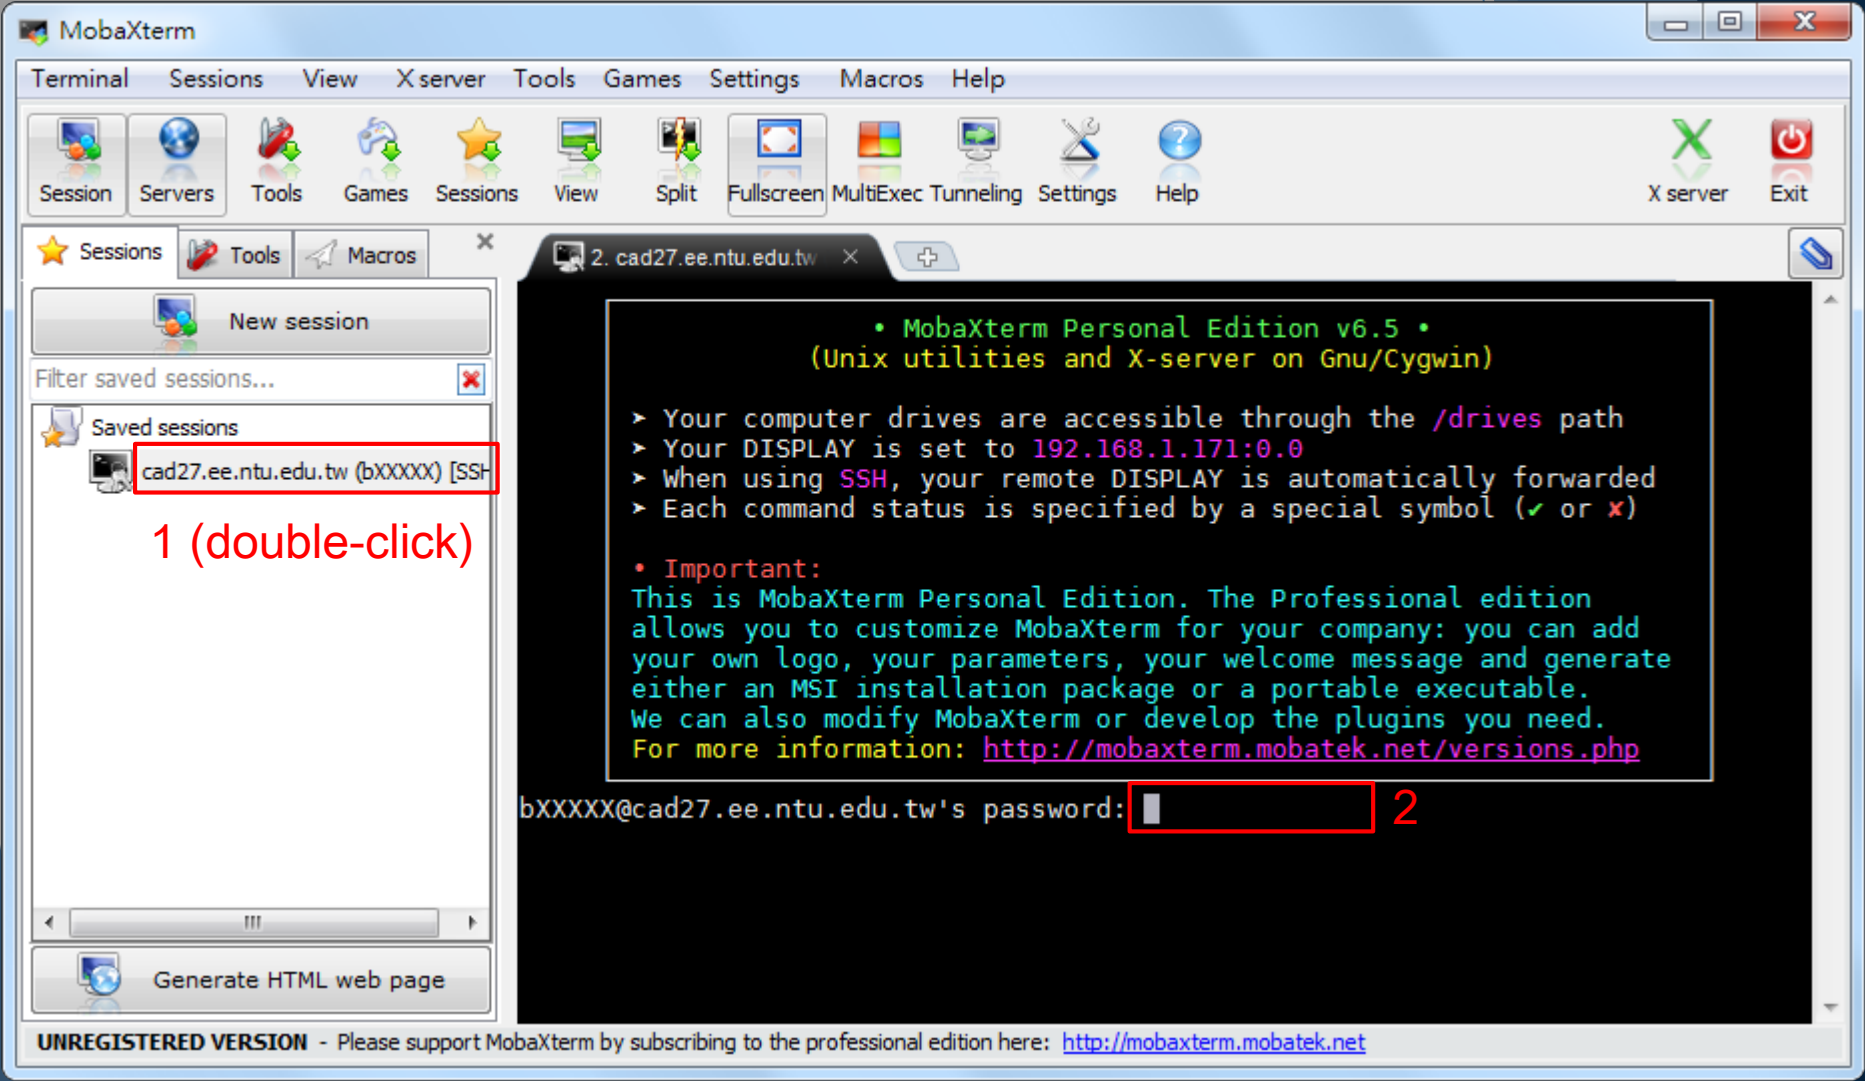 MobaXterm
Terminal Sessions View X server Tools Games Settings Macros Help
Session Servers Tools Games Sessions View Split Fullscreen MultiExec Tunneling Settings Help X server Exit
Sessions Tools Macros
2. cad27.ee.ntu.edu.tw
New session
Filter saved sessions...
Saved sessions
cad27.ee.ntu.edu.tw (bXXXXX) [SSH
1 (double-click)
• MobaXterm Personal Edition v6.5 •
(Unix utilities and X-server on Gnu/Cygwin)
➤ Your computer drives are accessible through the /drives path
➤ Your DISPLAY is set to 192.168.1.171:0.0
➤ When using SSH, your remote DISPLAY is automatically forwarded
➤ Each command status is specified by a special symbol (✔ or ✘)
• Important:
This is MobaXterm Personal Edition. The Professional edition
allows you to customize MobaXterm for your company: you can add
your own logo, your parameters, your welcome message and generate
either an MSI installation package or a portable executable.
We can also modify MobaXterm or develop the plugins you need.
For more information: http://mobaxterm.mobatek.net/versions.php
bXXXXX@cad27.ee.ntu.edu.tw's password:
2
Generate HTML web page
UNREGISTERED VERSION - Please support MobaXterm by subscribing to the professional edition here: http://mobaxterm.mobatek.net